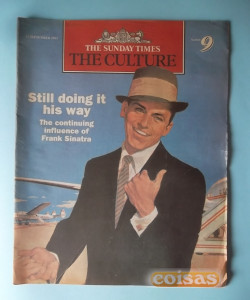 9
THE SUNDAY TIMES
THE CULTURE
Still doing it
his way
The continuing
influence of
Frank Sinatra
coisas